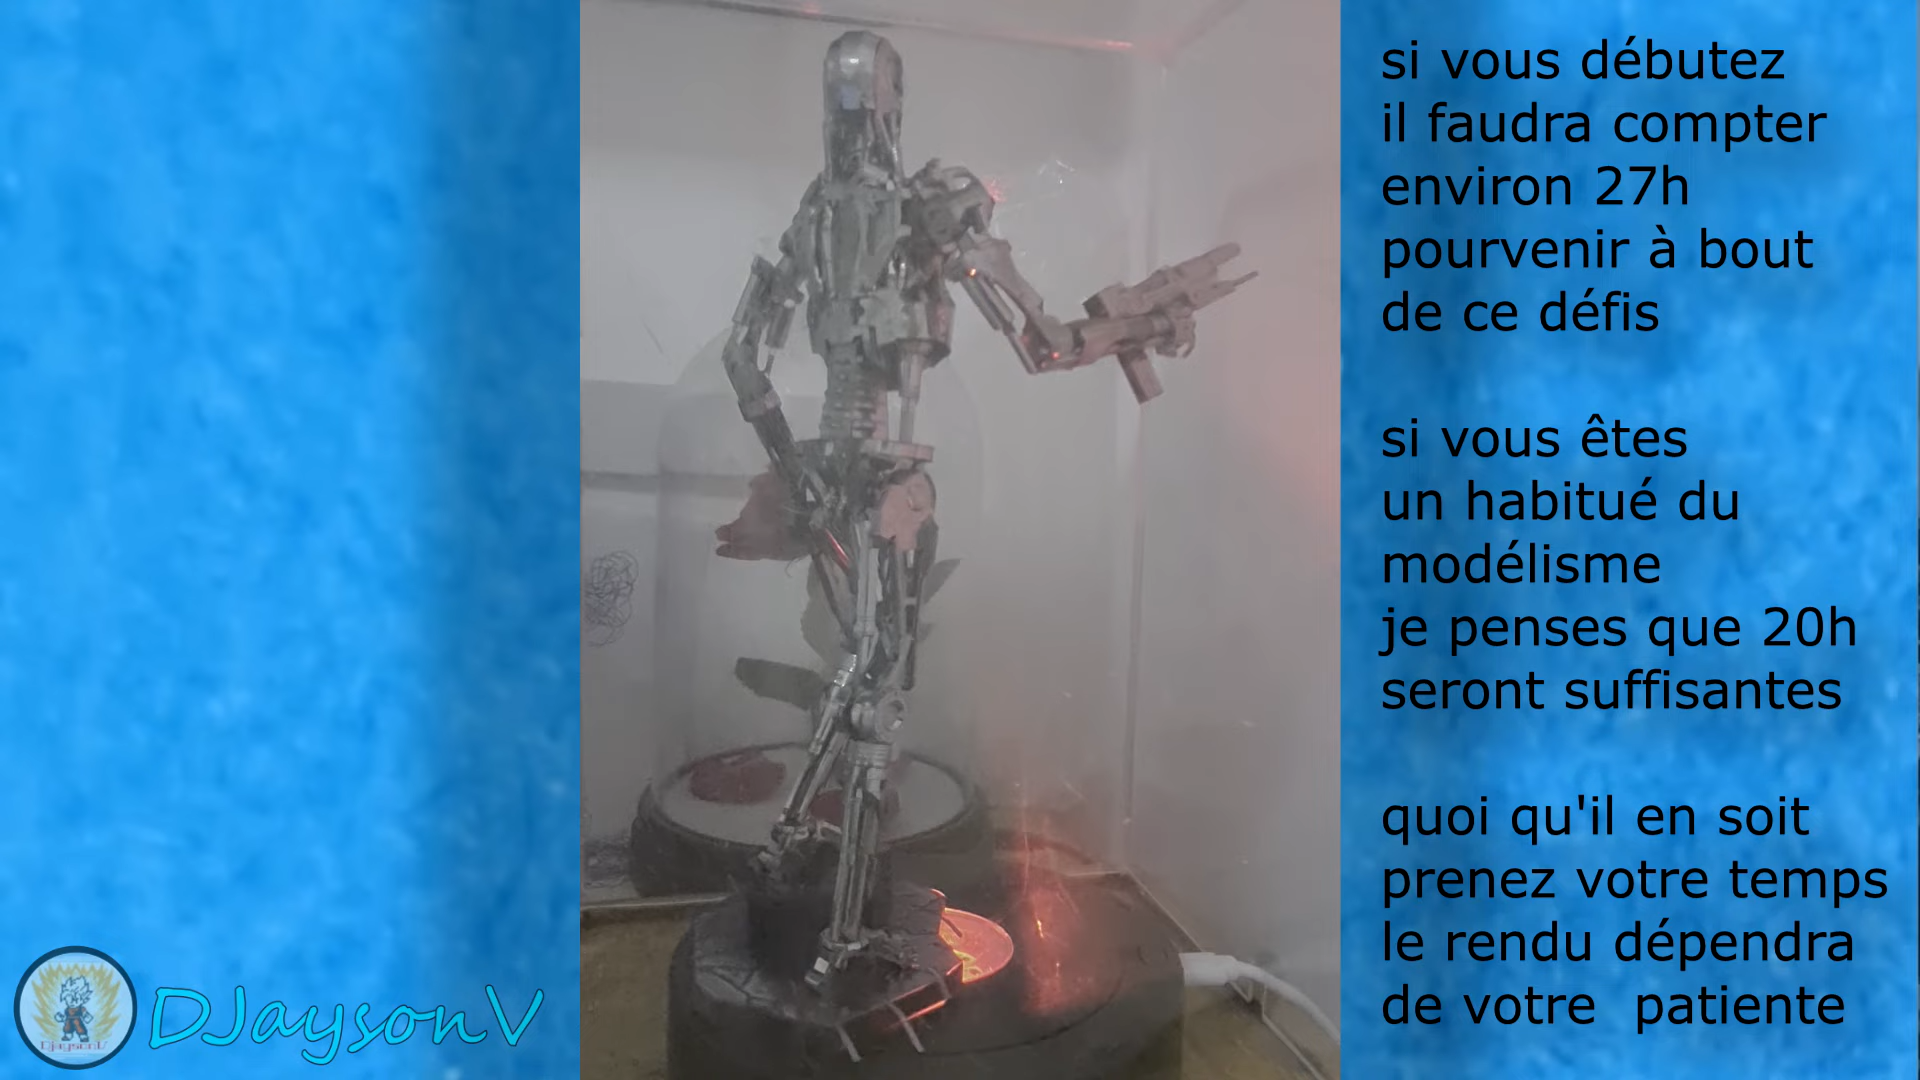 si vous débutez
il faudra compter
environ 27h
pourvenir à bout
de ce défis
si vous êtes
un habitué du
modélisme
je penses que 20h
seront suffisantes
quoi qu'il en soit
prenez votre temps
le rendu dépendra
de votre  patiente
DJaysonV
DjaysonV